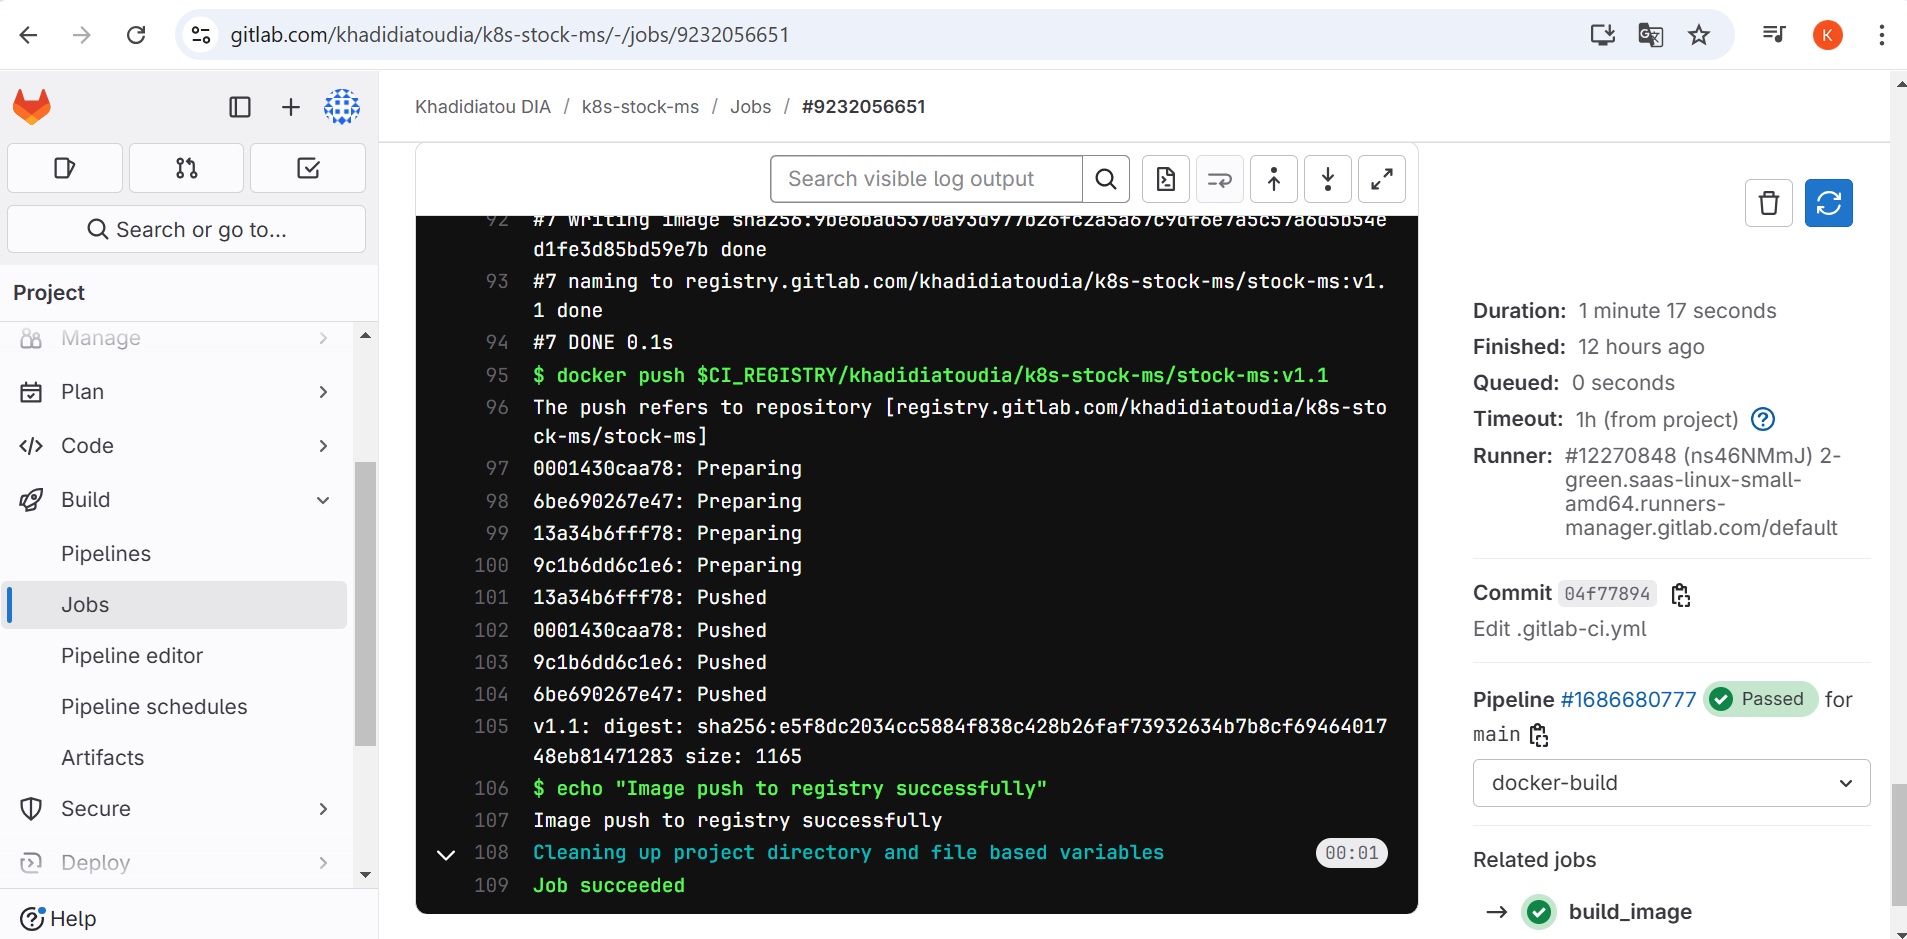 gitlab.com/khadidiatoudia/k8s-stock-ms/-/jobs/9232056651
K
Khadidiatou DIA / k8s-stock-ms / Jobs / #9232056651
Search or go to...
Project
Manage
Plan
Code
Build
Pipelines
Jobs
Pipeline editor
Pipeline schedules
Artifacts
Secure
Deploy
Help
Search visible log output
92 #7 writing image sha256:9be6bad5370a93d977b26fc2a5a67c9df6e7a5c57a6d5b54e
d1fe3d85bd59e7b done
93 #7 naming to registry.gitlab.com/khadidiatoudia/k8s-stock-ms/stock-ms:v1.
1 done
94 #7 DONE 0.1s
95 $ docker push $CI_REGISTRY/khadidiatoudia/k8s-stock-ms/stock-ms:v1.1
96 The push refers to repository [registry.gitlab.com/khadidiatoudia/k8s-sto
ck-ms/stock-ms]
97 0001430caa78: Preparing
98 6be690267e47: Preparing
99 13a34b6fff78: Preparing
100 9c1b6dd6c1e6: Preparing
101 13a34b6fff78: Pushed
102 0001430caa78: Pushed
103 9c1b6dd6c1e6: Pushed
104 6be690267e47: Pushed
105 v1.1: digest: sha256:e5f8dc2034cc5884f838c428b26faf73932634b7b8cf69464017
48eb81471283 size: 1165
106 $ echo "Image push to registry successfully"
107 Image push to registry successfully
108 Cleaning up project directory and file based variables 00:01
109 Job succeeded
Duration: 1 minute 17 seconds
Finished: 12 hours ago
Queued: 0 seconds
Timeout: 1h (from project)
Runner: #12270848 (ns46NMmJ) 2-
green.saas-linux-small-
amd64.runners-
manager.gitlab.com/default
Commit 04f77894
Edit .gitlab-ci.yml
Pipeline #1686680777 Passed for
main
docker-build
Related jobs
build_image